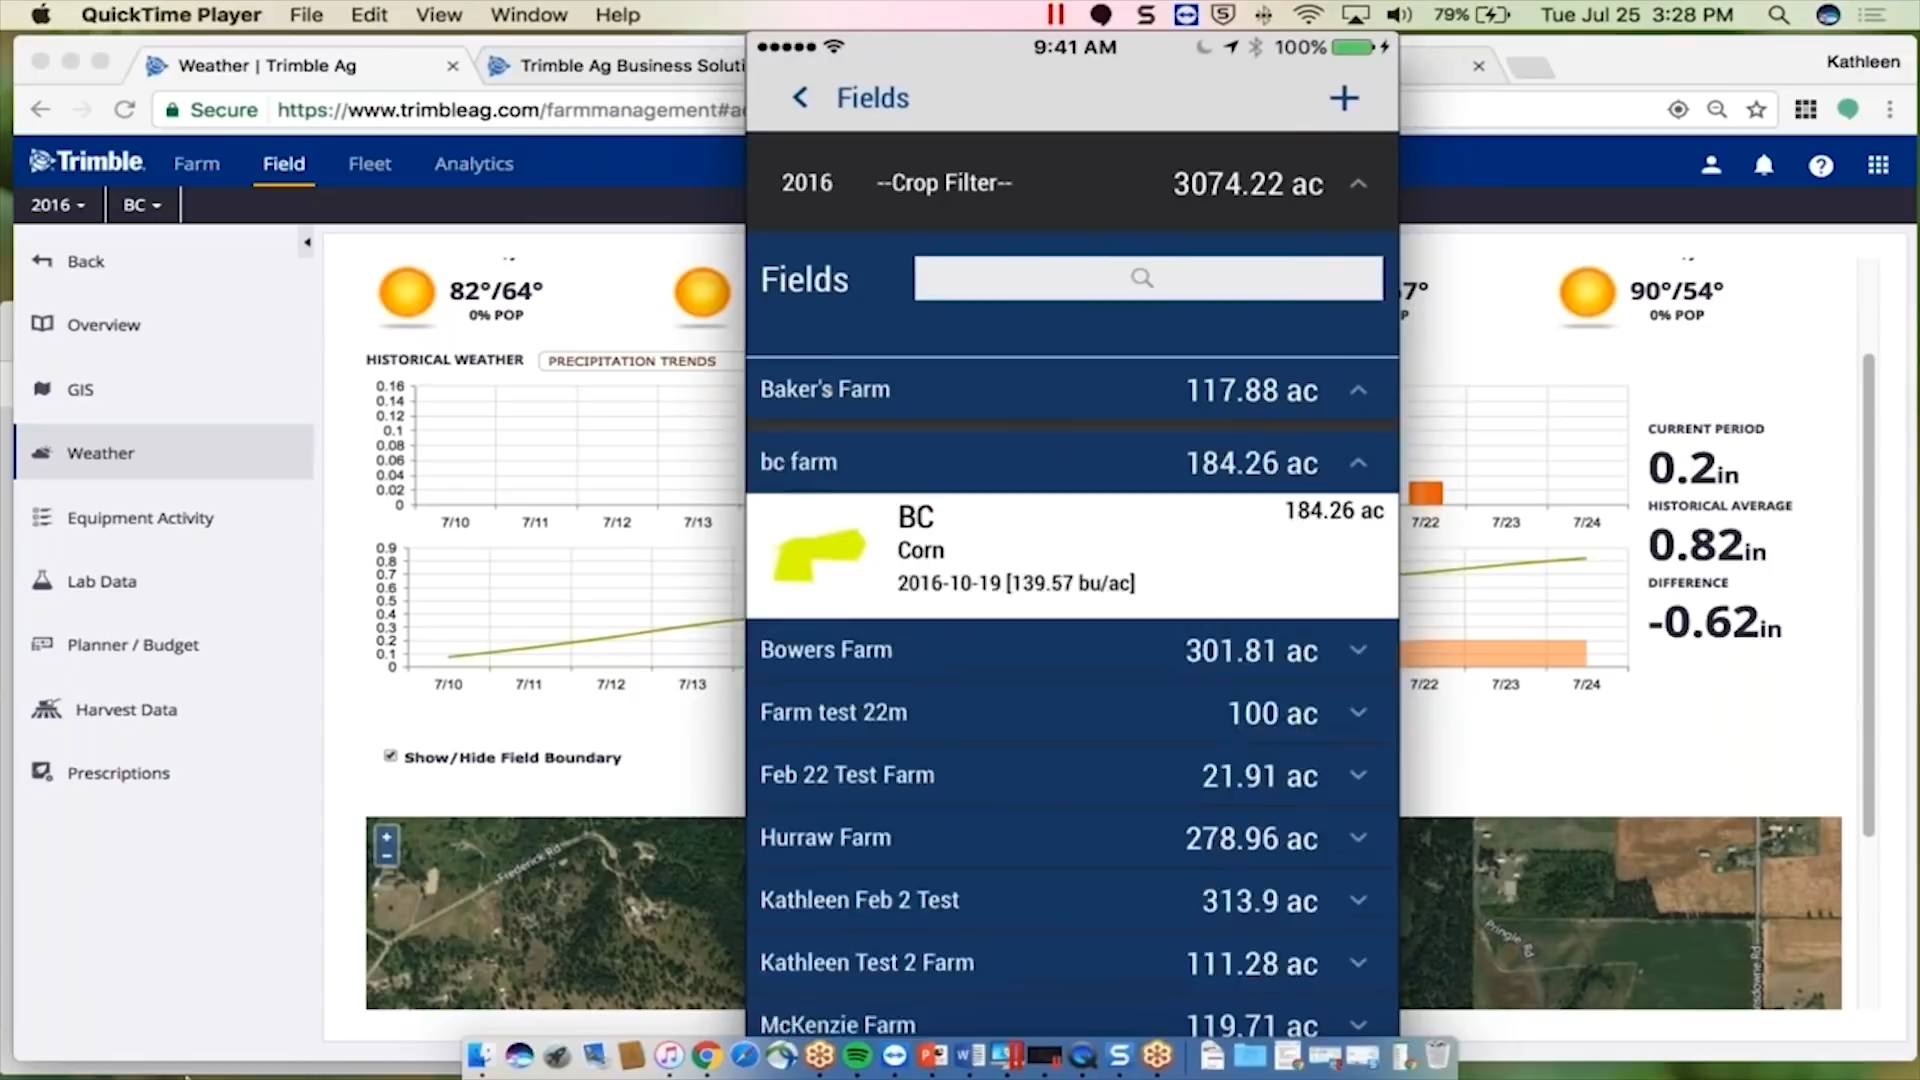 QuickTime Player File Edit View Window Help
79% Tue Jul 25 3:28 PM
Weather | Trimble Ag
Trimble Ag Business Soluti
Kathleen
Secure https://www.trimbleag.com/farmmanagement#a
Trimble Farm Field Fleet Analytics
2016 BC
Back
Overview
GIS
Weather
Equipment Activity
Lab Data
Planner / Budget
Harvest Data
Prescriptions
82°/64°
0% POP
HISTORICAL WEATHER PRECIPITATION TRENDS
0.16
0.14
0.12
0.1
0.08
0.06
0.04
0.02
0
7/10 7/11 7/12 7/13
0.9
0.8
0.7
0.6
0.5
0.4
0.3
0.2
0.1
0
7/10 7/11 7/12 7/13
Show/Hide Field Boundary
+
-
Frederick Rd
9:41 AM 100%
Fields +
2016 --Crop Filter-- 3074.22 ac
Fields
Baker's Farm 117.88 ac
bc farm 184.26 ac
BC 184.26 ac
Corn
2016-10-19 [139.57 bu/ac]
Bowers Farm 301.81 ac
Farm test 22m 100 ac
Feb 22 Test Farm 21.91 ac
Hurraw Farm 278.96 ac
Kathleen Feb 2 Test 313.9 ac
Kathleen Test 2 Farm 111.28 ac
McKenzie Farm 119.71 ac
7°
P
90°/54°
0% POP
7/22 7/23 7/24
7/22 7/23 7/24
CURRENT PERIOD
0.2in
HISTORICAL AVERAGE
0.82in
DIFFERENCE
-0.62in
Pringle Rd
sdowne Rd